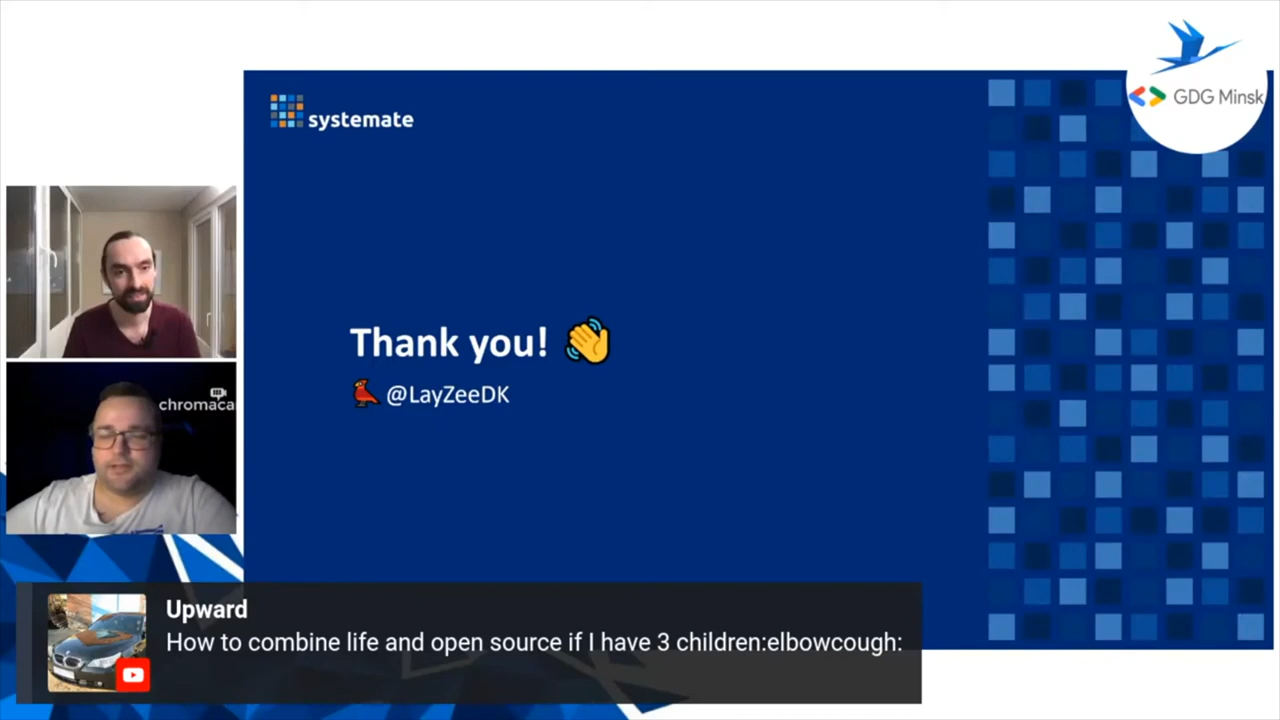 systemate
GDG Minsk
Thank you!
@LayZeeDK
chromaca
Upward
How to combine life and open source if I have 3 children:elbowcough: